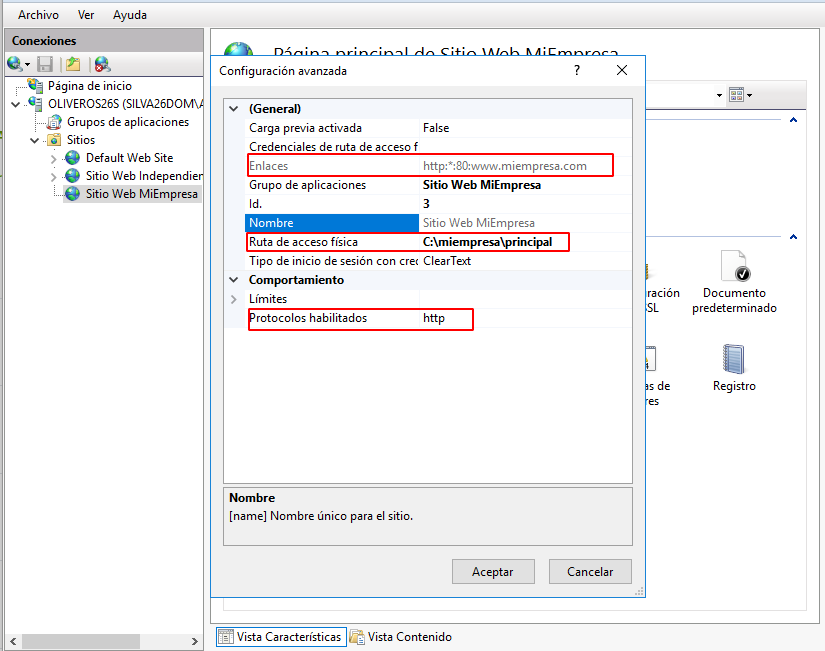 Archivo Ver Ayuda
Conexiones
Página de inicio
OLIVEROS26S (SILVA26DOM\A
Grupos de aplicaciones
Sitios
Default Web Site
Sitio Web Independien
Sitio Web MiEmpresa
Página principal de Sitio Web MiEmpresa
Configuración avanzada
(General)
Carga previa activada False
Credenciales de ruta de acceso f
Enlaces http:*:80:www.miempresa.com
Grupo de aplicaciones Sitio Web MiEmpresa
Id. 3
Nombre Sitio Web MiEmpresa
Ruta de acceso física C:\miempresa\principal
Tipo de inicio de sesión con crec ClearText
Comportamiento
Límites
Protocolos habilitados http
Nombre
[name] Nombre único para el sitio.
Aceptar Cancelar
uración
SSL
Documento
predeterminado
as de
res
Registro
Vista Características Vista Contenido